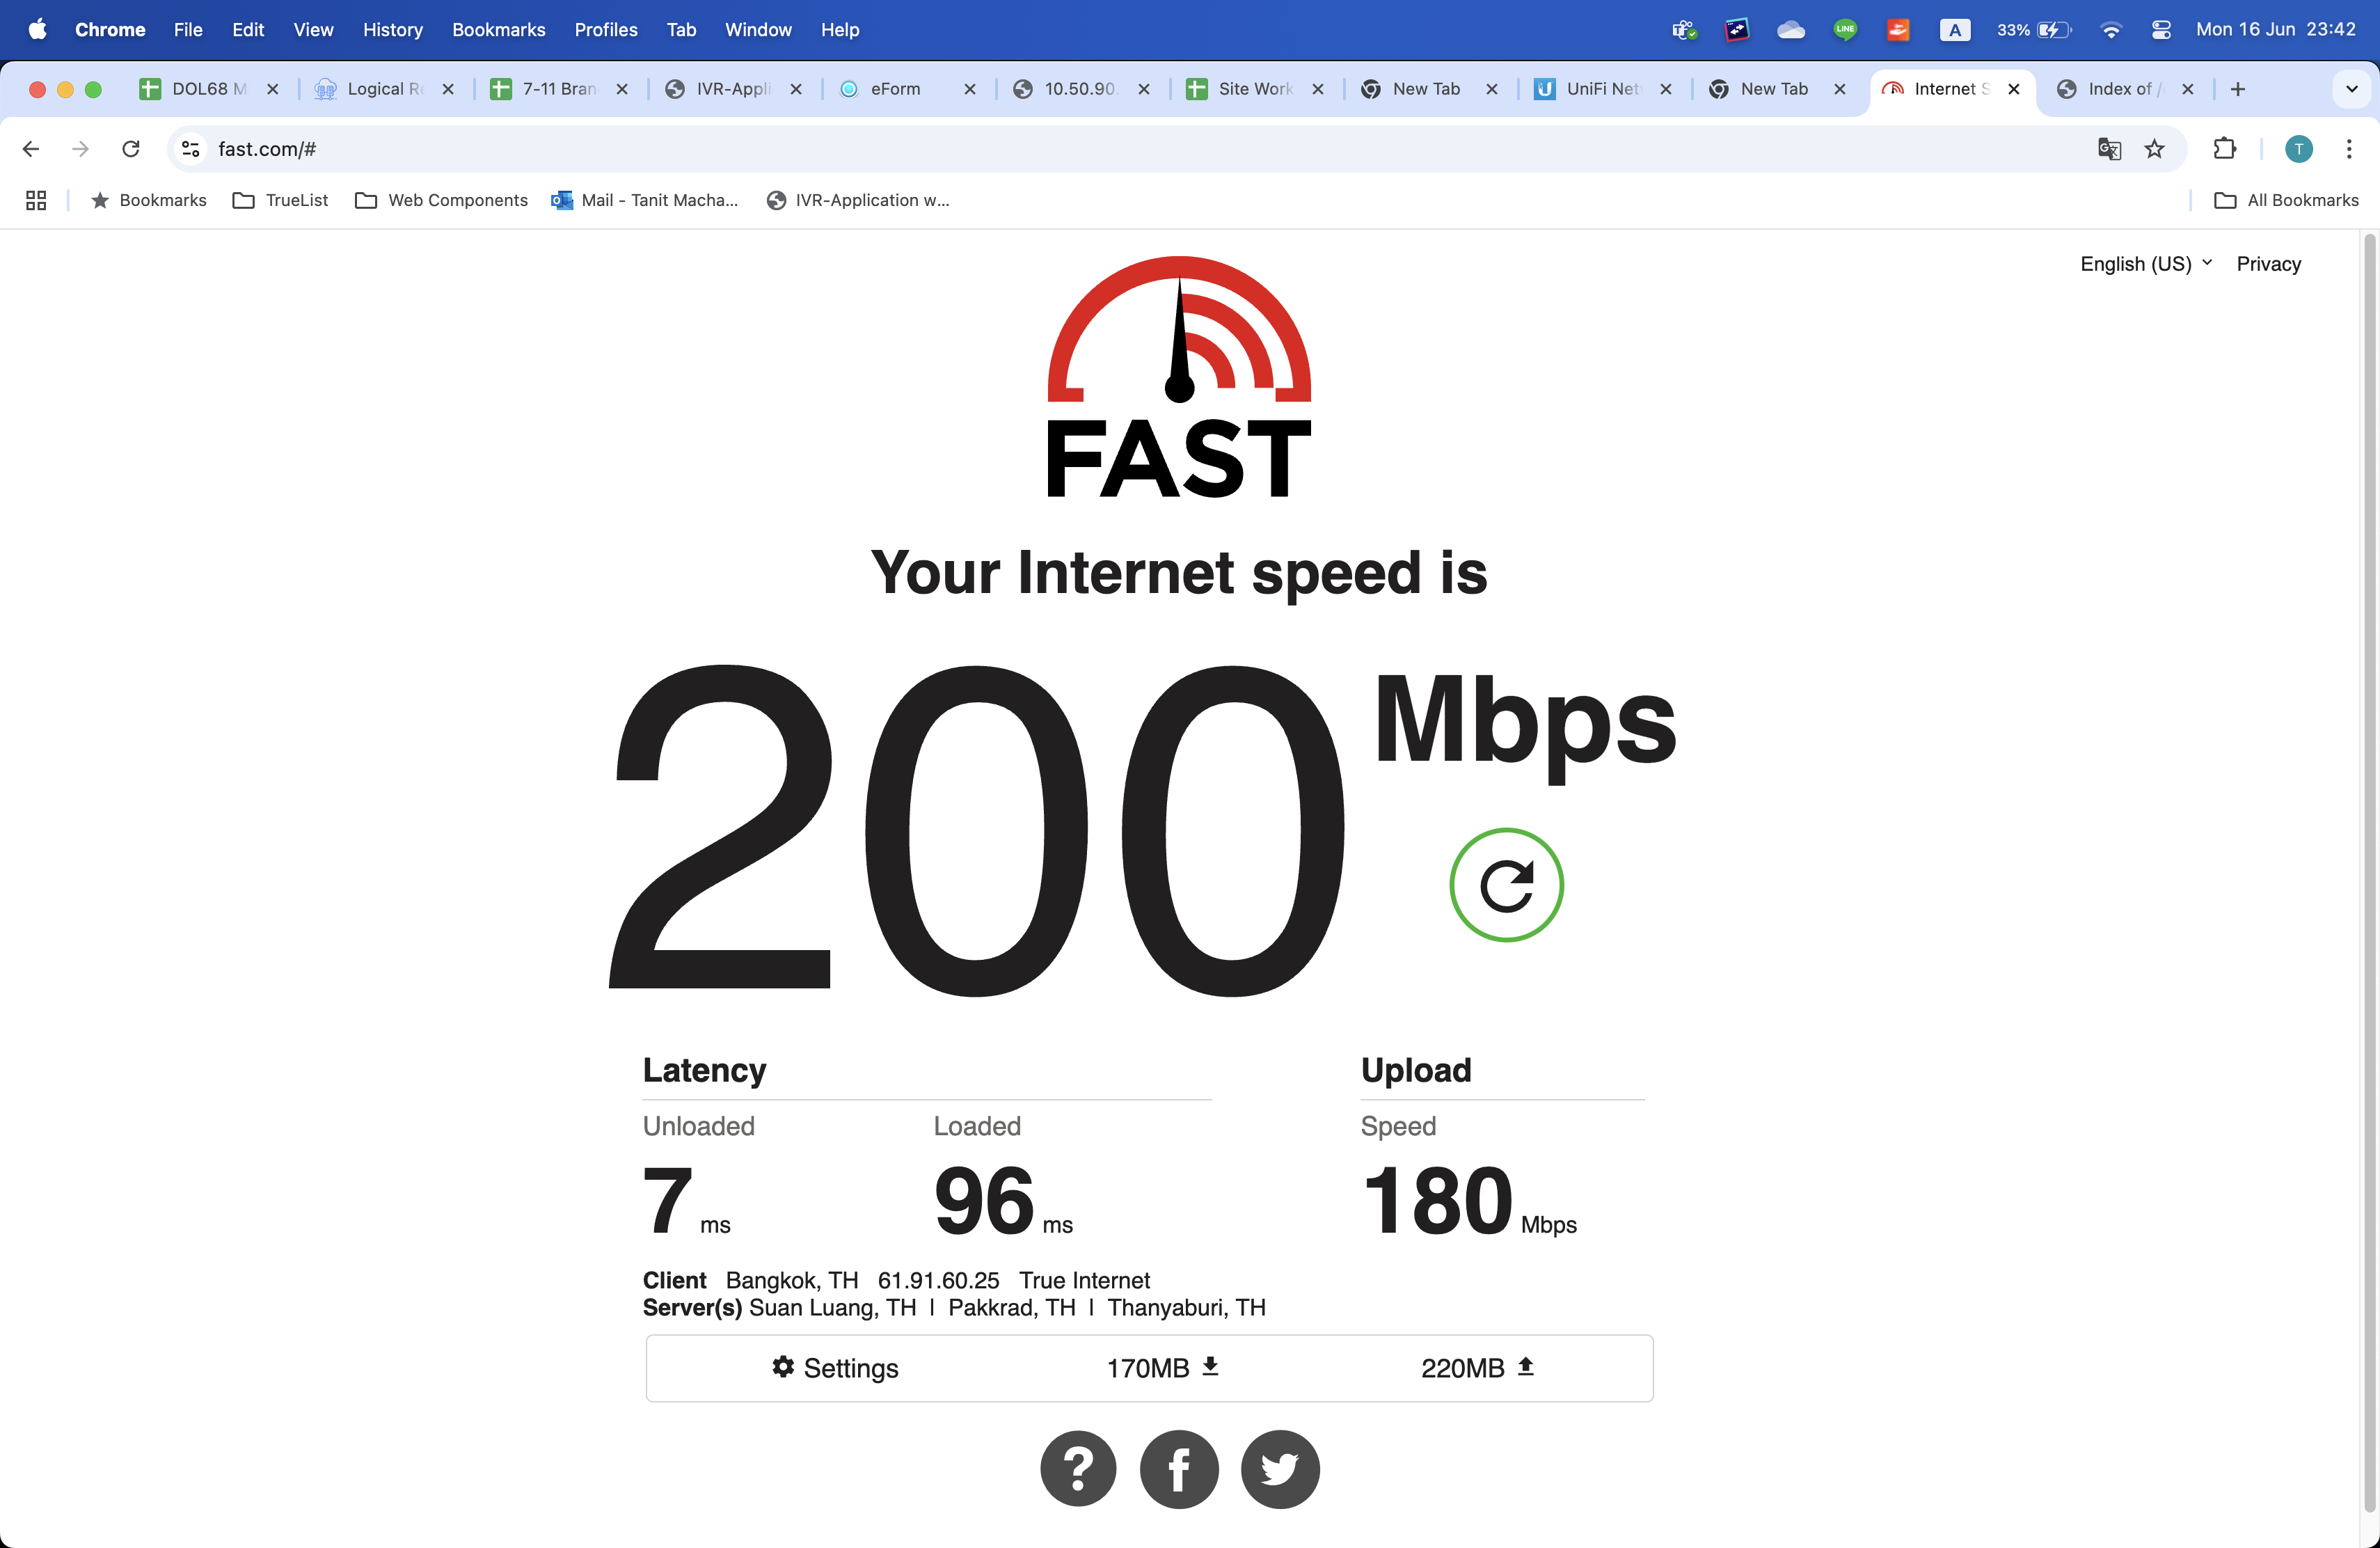 Chrome File Edit View History Bookmarks Profiles Tab Window Help LINE A 33% Mon 16 Jun 23:42
DOL68 M Logical Re 7-11 Bran IVR-Appli eForm 10.50.90. Site Work New Tab UniFi Net New Tab Internet S Index of /
fast.com/# T
Bookmarks TrueList Web Components Mail - Tanit Macha... IVR-Application w... All Bookmarks
English (US) Privacy
FAST
Your Internet speed is
200 Mbps
Latency Upload
Unloaded Loaded Speed
7 ms 96 ms 180 Mbps
Client Bangkok, TH 61.91.60.25 True Internet
Server(s) Suan Luang, TH | Pakkrad, TH | Thanyaburi, TH
Settings 170MB 220MB